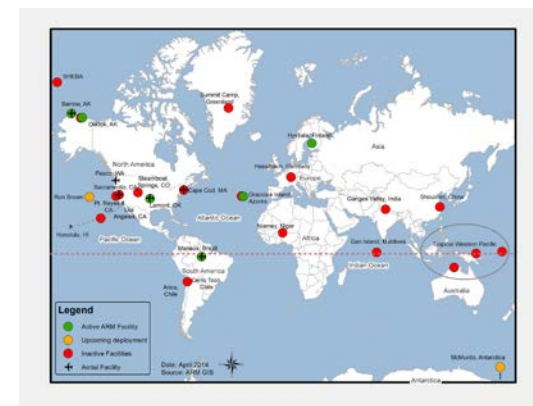 SHEBA
Barrow, AK
Oliktok, AK
Summit Camp,
Greenland
Hyytiala, Finland
North America
Asia
Pasco, WA
Steamboat
Springs, CO
Europe
Sacramento, CA
Cape Cod, MA
Ron Brown
Pt. Reyes, CA
Lamont, OK
Graciosa Island,
Azores
Ganges Valley, India
Shouxian, China
Los
Angeles, CA
Atlantic Ocean
Honolulu, HI
Pacific Ocean
Niamey, Niger
Africa
Gan Island, Maldives
Tropical Western Pacific
Manaus, Brazil
Indian Ocean
South America
Arica,
Chile
Cerro Toco,
Chile
Australia
Legend
Active ARM Facility
Upcoming deployment
Inactive Facilities
Aerial Facility
Date: April 2014
Source: ARM GIS
McMurdo, Antarctica
Antarctica